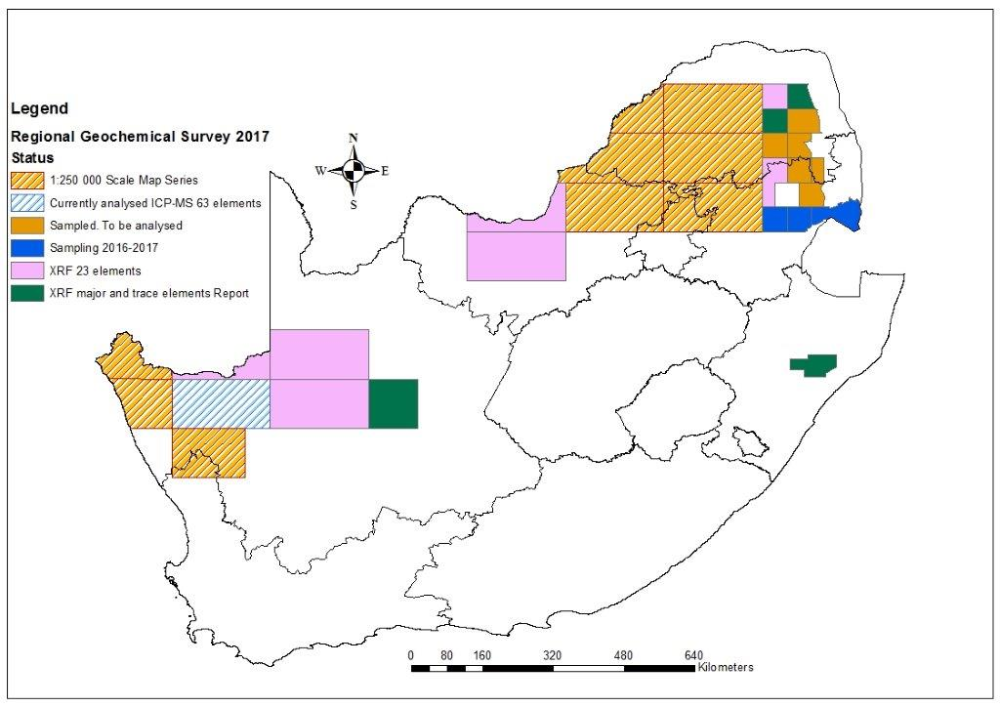 Legend
Regional Geochemical Survey 2017
Status
1:250 000 Scale Map Series
Currently analysed ICP-MS 63 elements
Sampled. To be analysed
Sampling 2016-2017
XRF 23 elements
XRF major and trace elements Report
N
W E
S
0 80 160 320 480 640
Kilometers